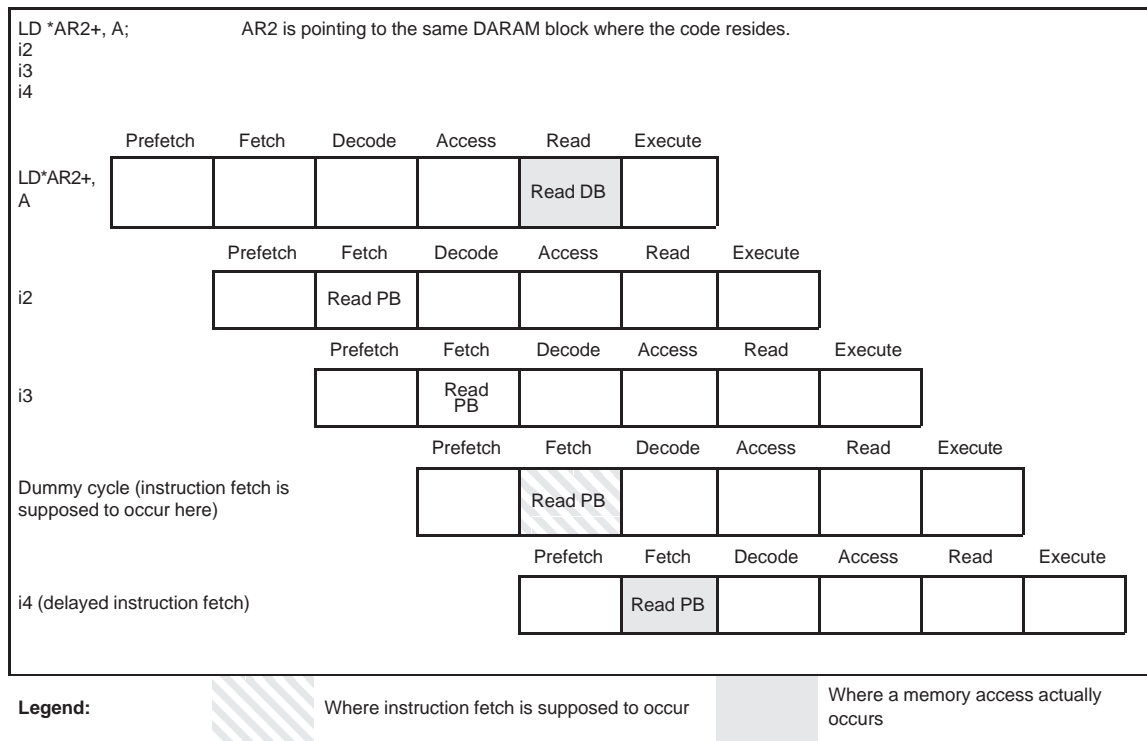 LD *AR2+, A; AR2 is pointing to the same DARAM block where the code resides.
i2
i3
i4
Prefetch Fetch Decode Access Read Execute
LD*AR2+,
A
Read DB
Prefetch Fetch Decode Access Read Execute
i2
Read PB
Prefetch Fetch Decode Access Read Execute
i3
Read
PB
Prefetch Fetch Decode Access Read Execute
Dummy cycle (instruction fetch is
supposed to occur here)
Read PB
Prefetch Fetch Decode Access Read Execute
i4 (delayed instruction fetch)
Read PB
Legend:
Where instruction fetch is supposed to occur
Where a memory access actually
occurs